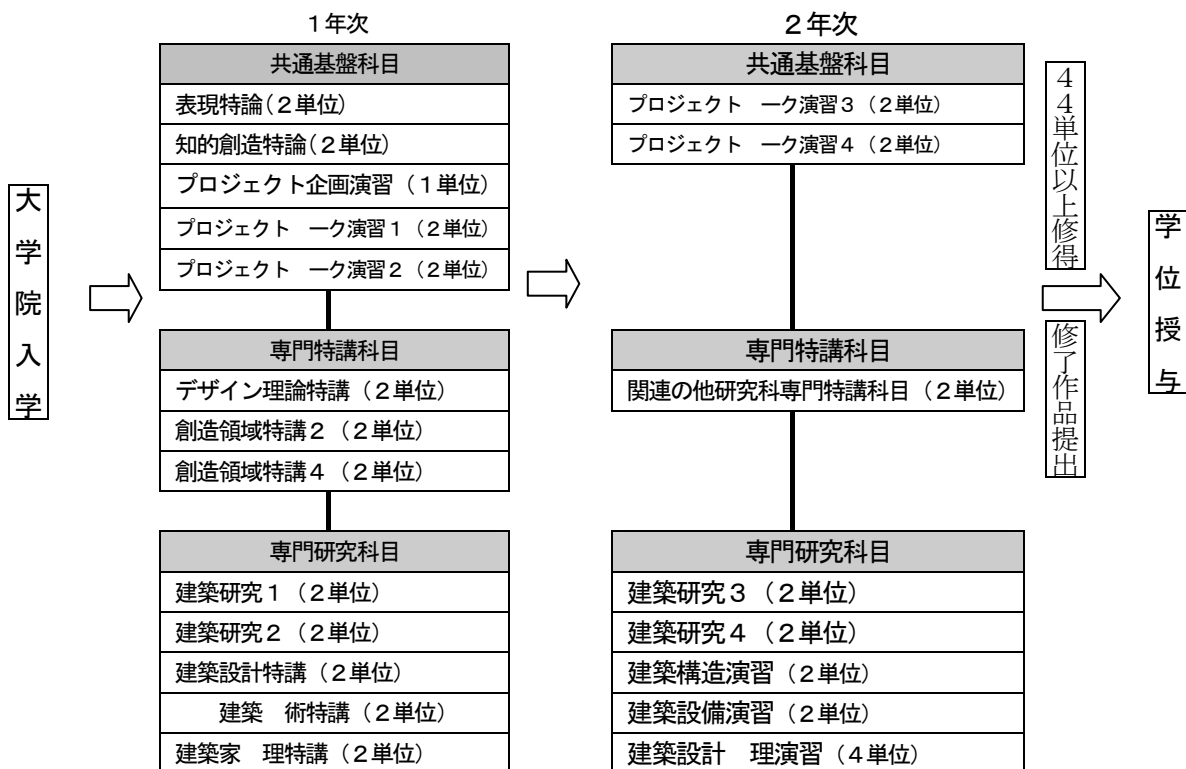 大学院入学
1年次
共通基盤科目
表現特論(2単位)
知的創造特論(2単位)
プロジェクト企画演習(1単位)
プロジェクト ーク演習1(2単位)
プロジェクト ーク演習2(2単位)
専門特講科目
デザイン理論特講(2単位)
創造領域特講2(2単位)
創造領域特講4(2単位)
専門研究科目
建築研究1(2単位)
建築研究2(2単位)
建築設計特講(2単位)
建築 術特講(2単位)
建築家 理特講(2単位)
2年次
共通基盤科目
プロジェクト ーク演習3(2単位)
プロジェクト ーク演習4(2単位)
専門特講科目
関連の他研究科専門特講科目(2単位)
専門研究科目
建築研究3(2単位)
建築研究4(2単位)
建築構造演習(2単位)
建築設備演習(2単位)
建築設計 理演習(4単位)
44単位以上修得
修了作品提出
学位授与